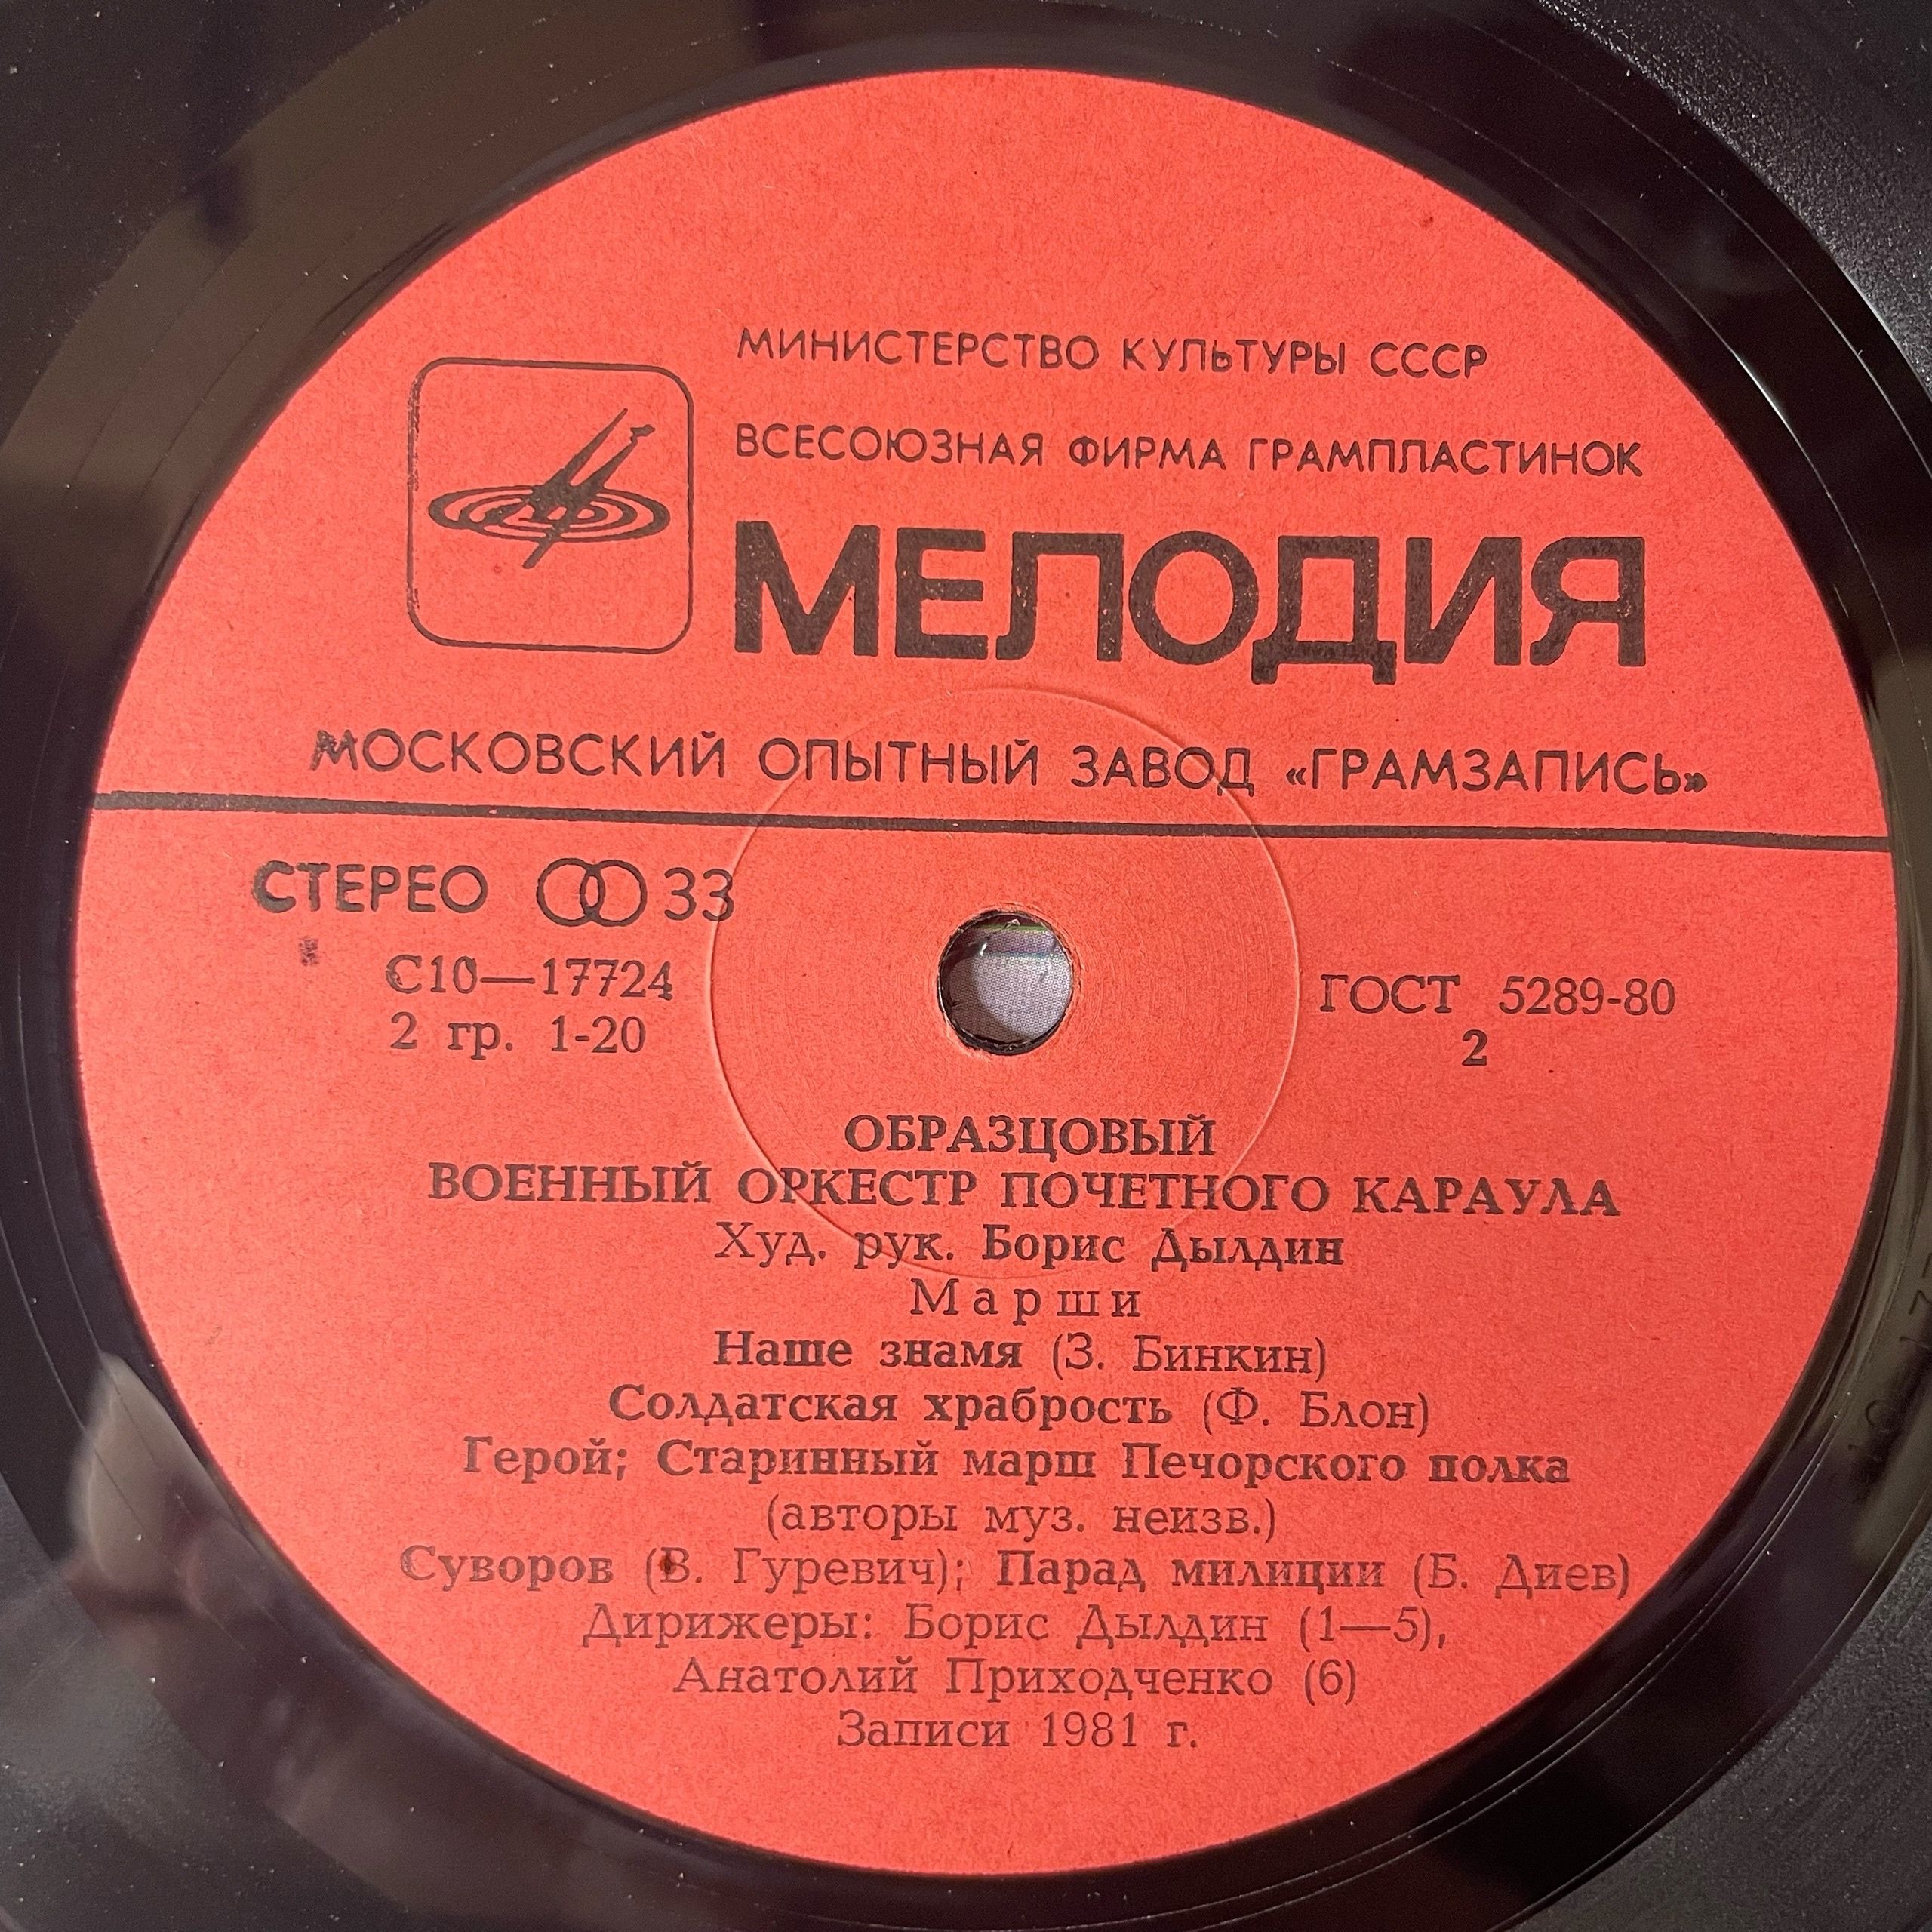 МИНИСТЕРСТВО КУЛЬТУРЫ СССР
ВСЕСОЮЗНАЯ ФИРМА ГРАМПЛАСТИНОК
МЕЛОДИЯ
МОСКОВСКИЙ ОПЫТНЫЙ ЗАВОД «ГРАМЗАПИСЬ»
СТЕРЕО 33
С10—17724
2 гр. 1-20
ГОСТ 5289-80
2
ОБРАЗЦОВЫЙ
ВОЕННЫЙ ОРКЕСТР ПОЧЕТНОГО КАРАУЛА
Худ. рук. Борис Дылдин
Марши
Наше знамя (З. Бинкин)
Солдатская храбрость (Ф. Блон)
Герой; Старинный марш Печорского полка
(авторы муз. неизв.)
Суворов (В. Гуревич); Парад милиции (Б. Диев)
Дирижеры: Борис Дылдин (1—5),
Анатолий Приходченко (6)
Записи 1981 г.